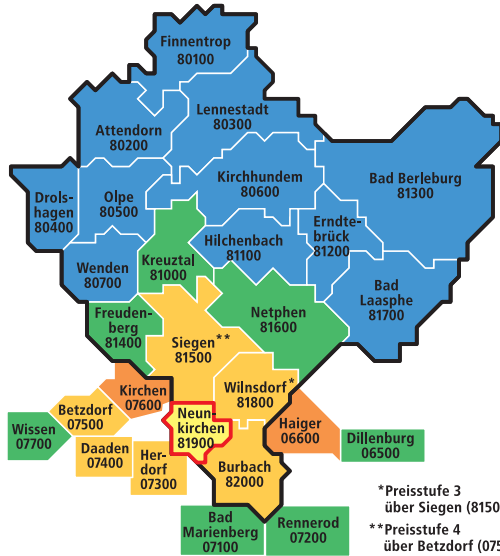 Finnentrop
80100
Lennestadt
80300
Attendorn
80200
Kirchhundem
80600
Bad Berleburg
81300
Drols-
hagen
80400
Olpe
80500
Erndte-
brück
81200
Hilchenbach
81100
Kreuztal
81000
Wenden
80700
Bad
Laasphe
81700
Netphen
81600
Freuden-
berg
81400
Siegen**
81500
Wilnsdorf*
81800
Kirchen
07600
Betzdorf
07500
Neun-
kirchen
81900
Haiger
06600
Wissen
07700
Dillenburg
06500
Daaden
07400
Her-
dorf
07300
Burbach
82000
Bad
Marienberg
07100
Rennerod
07200
*Preisstufe 3
über Siegen (8150
**Preisstufe 4
über Betzdorf (075